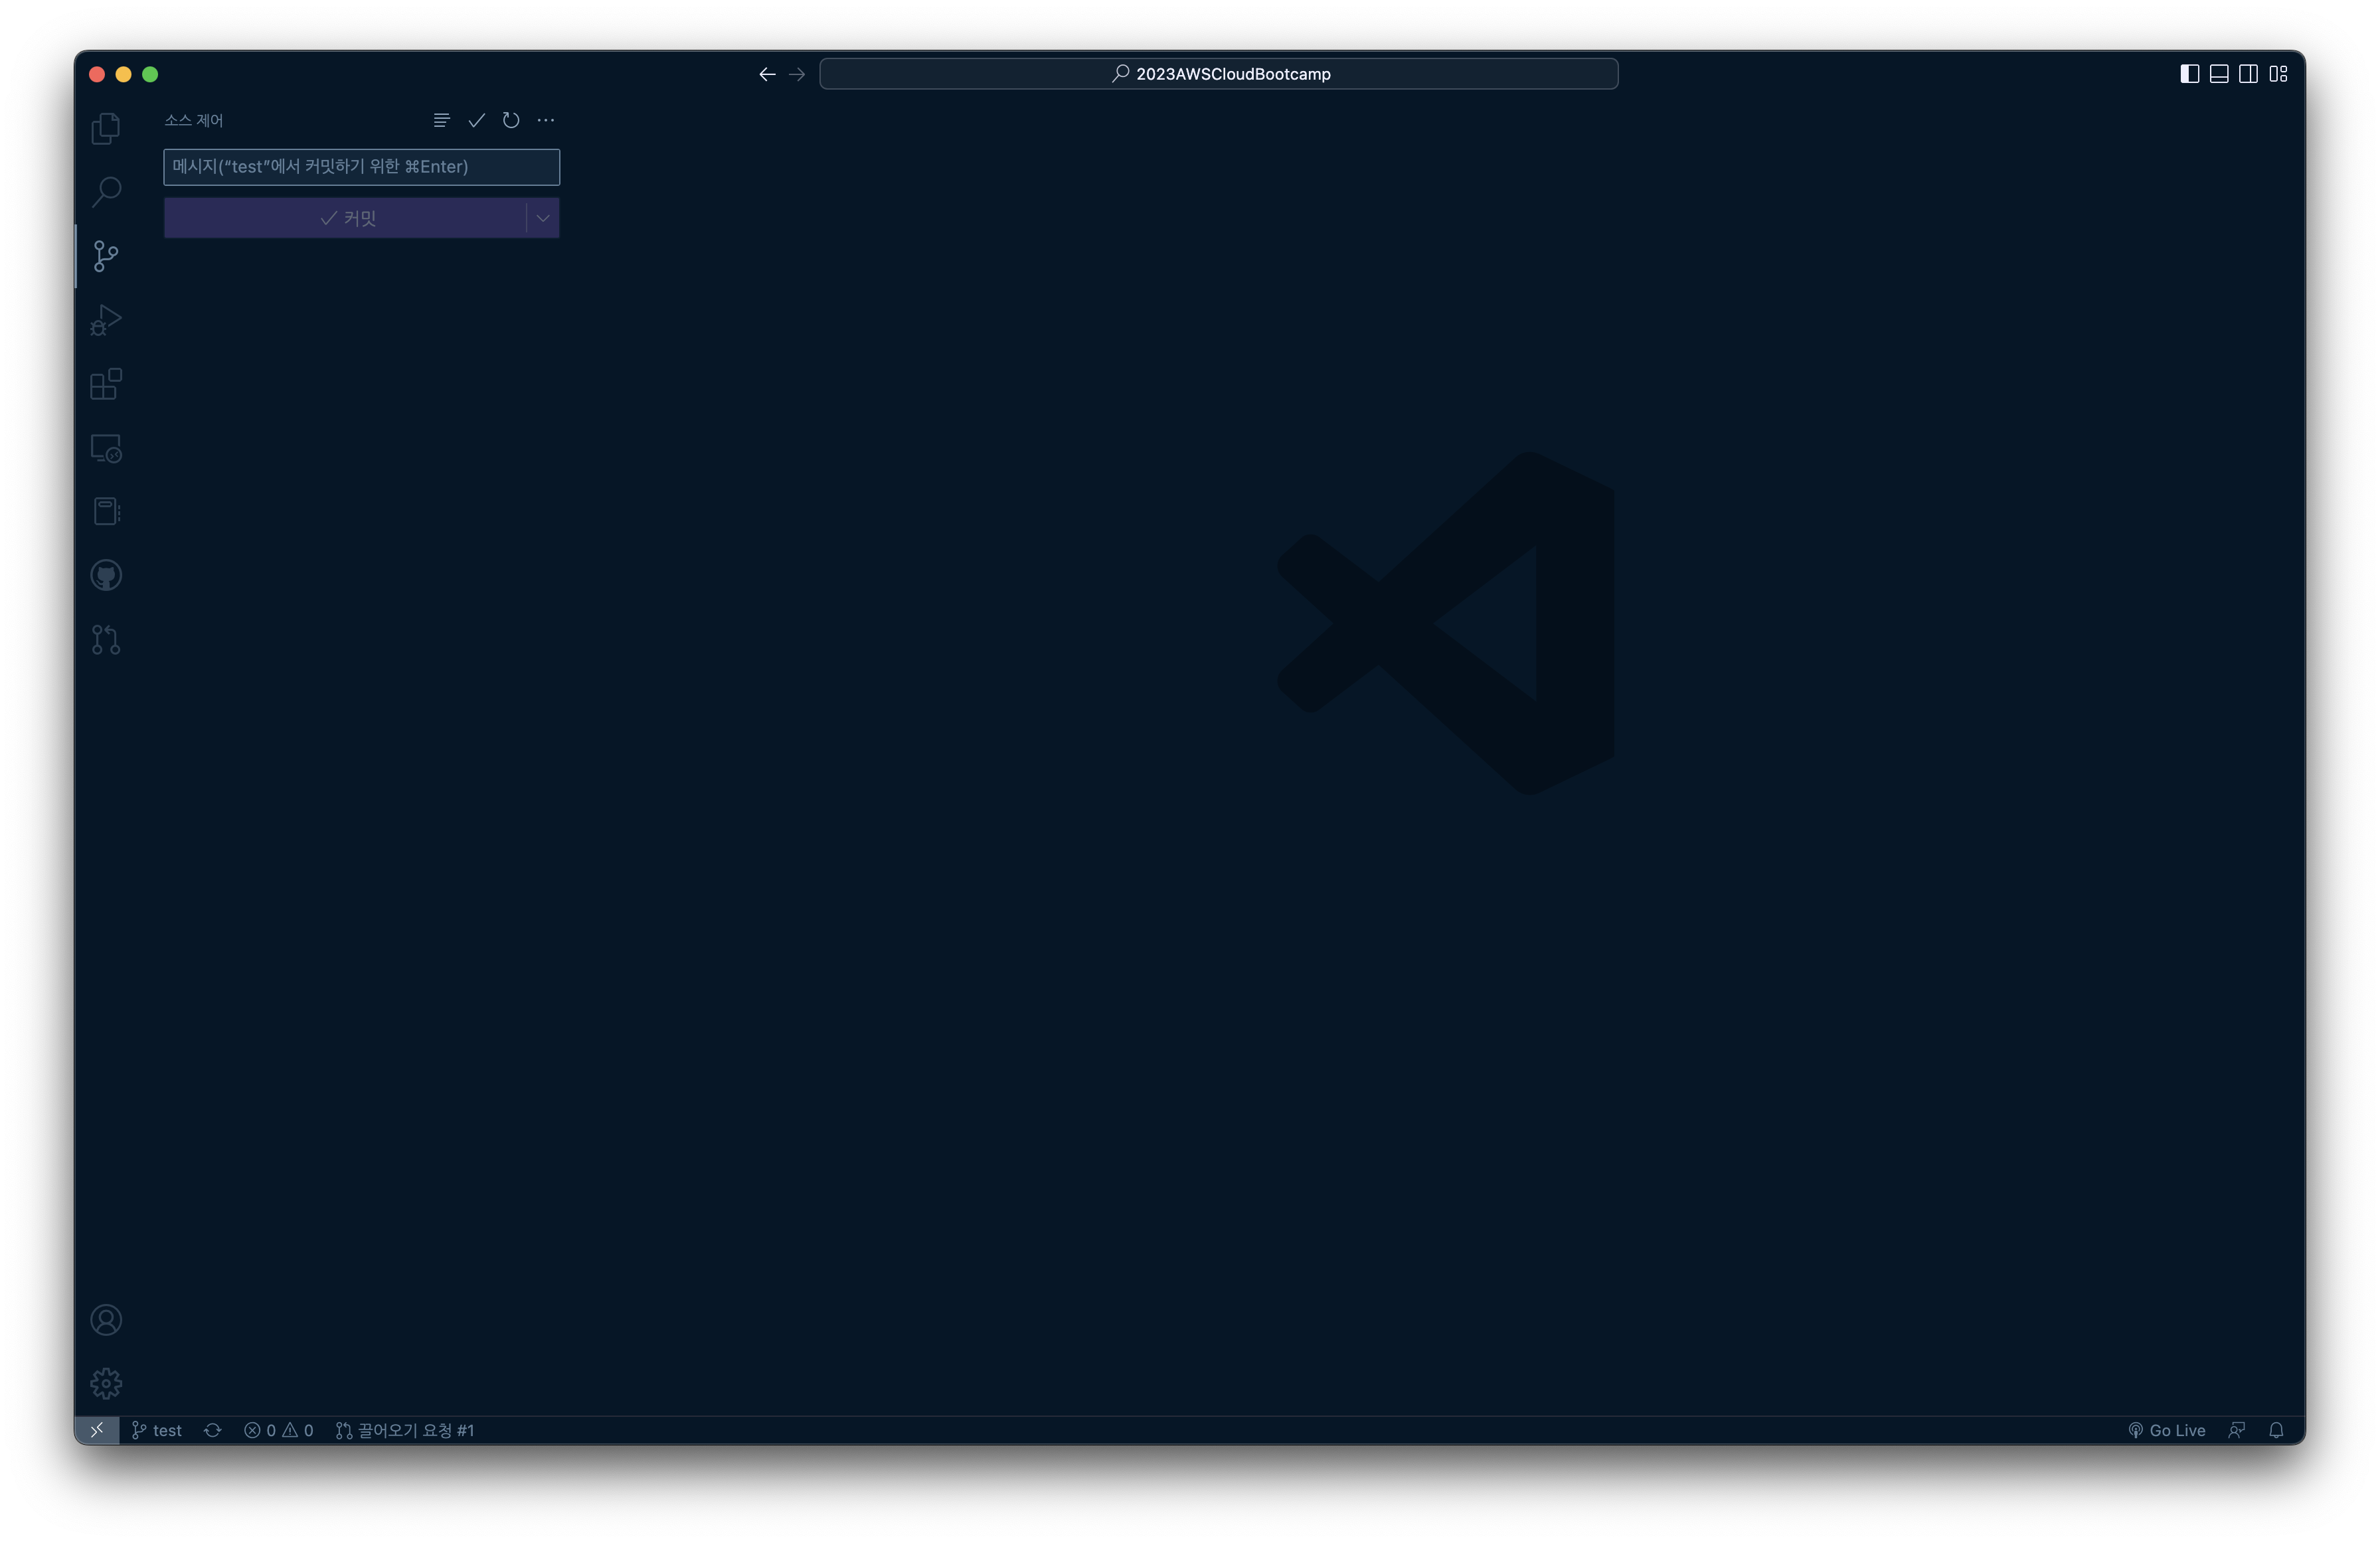 2023AWSCloudBootcamp
소스 제어
메시지(“test”에서 커밋하기 위한 ⌘Enter)
커밋
test 0 0 끌어오기 요청 #1 Go Live